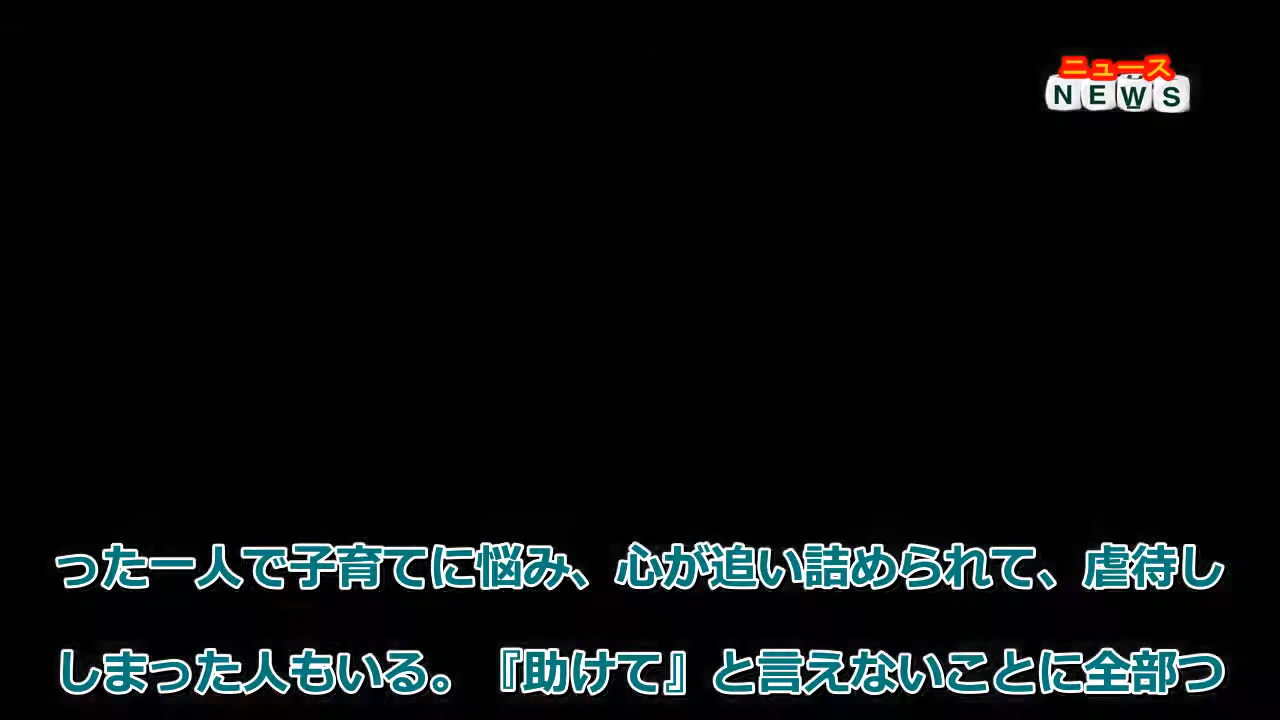 ニュース
NEWS
った一人で子育てに悩み、心が追い詰められて、虐待し
しまった人もいる。『助けて』と言えないことに全部つ